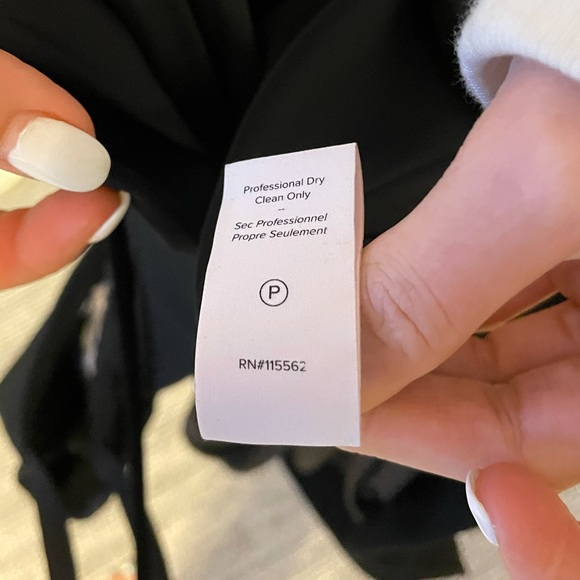 Professional Dry
Clean Only
--
Sec Professionnel
Propre Seulement
P
RN#115562